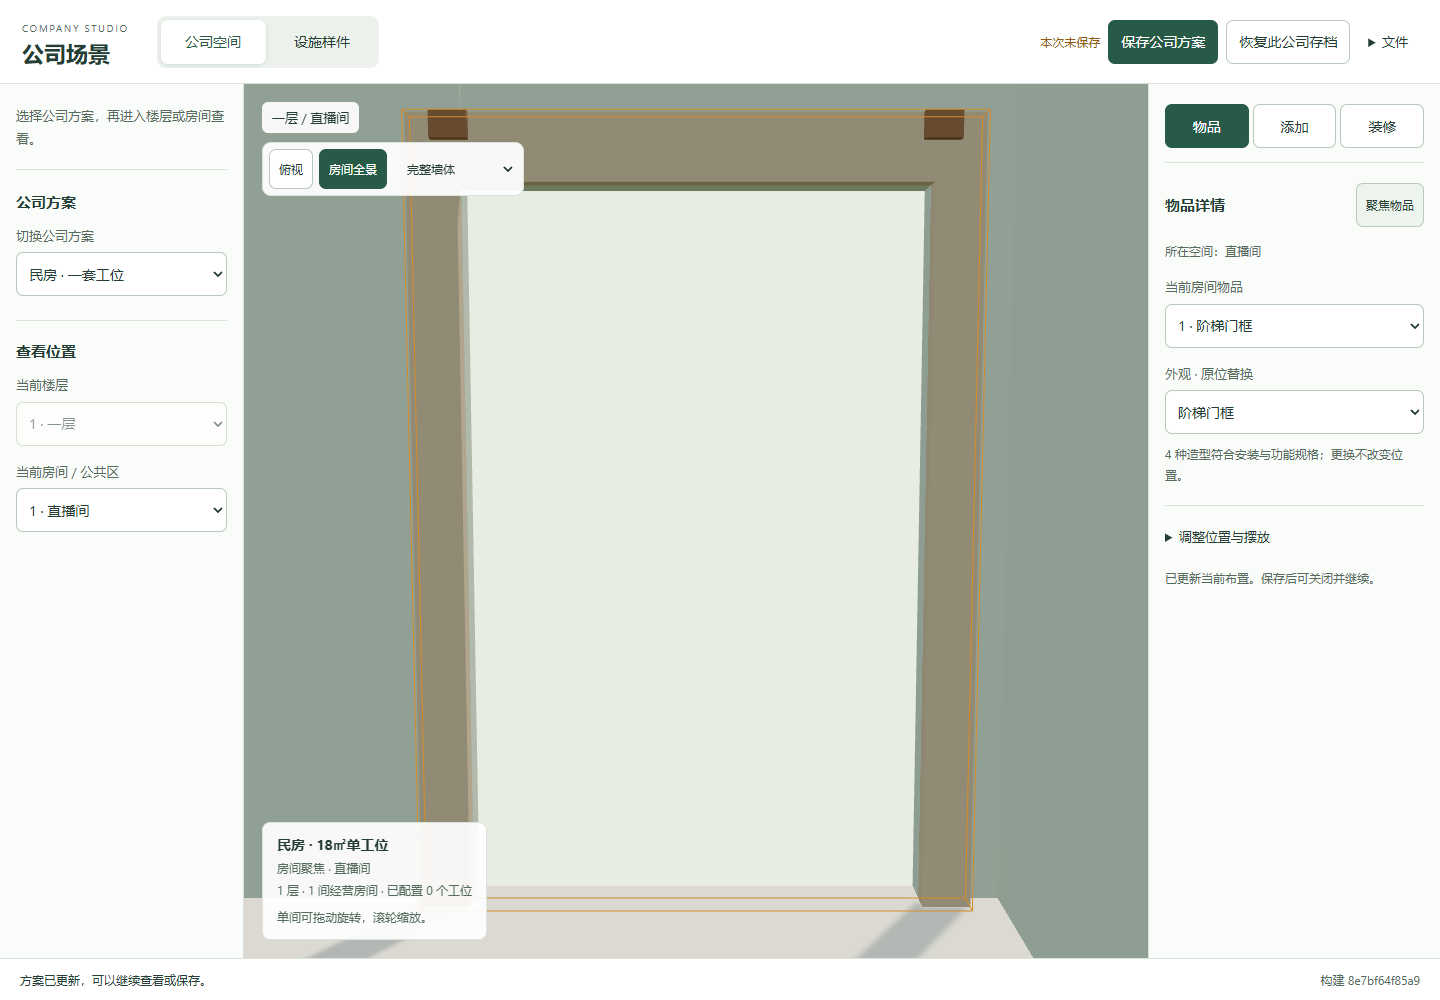 COMPANY STUDIO
公司场景
公司空间
设施样件
本次未保存
保存公司方案
恢复此公司存档
▶ 文件
选择公司方案，再进入楼层或房间查
看。
公司方案
切换公司方案
民房 · 一套工位
查看位置
当前楼层
1 · 一层
当前房间 / 公共区
1 · 直播间
一层 / 直播间
俯视
房间全景
完整墙体
民房 · 18㎡单工位
房间聚焦 · 直播间
1 层 · 1 间经营房间 · 已配置 0 个工位
单间可拖动旋转，滚轮缩放。
物品
添加
装修
物品详情
聚焦物品
所在空间：直播间
当前房间物品
1 · 阶梯门框
外观 · 原位替换
阶梯门框
4 种造型符合安装与功能规格；更换不改变位
置。
▶ 调整位置与摆放
已更新当前布置。保存后可关闭并继续。
方案已更新，可以继续查看或保存。
构建 8e7bf64f85a9